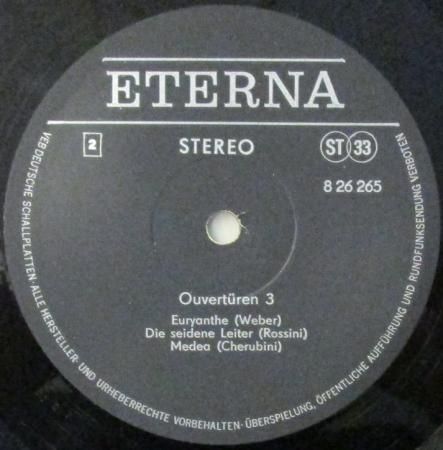 ETERNA
2
STEREO
ST 33
8 26 265
Ouvertüren 3
Euryanthe (Weber)
Die seidene Leiter (Rossini)
Medea (Cherubini)
VEB DEUTSCHE SCHALLPLATTEN · ALLE HERSTELLER- UND URHEBERRECHTE VORBEHALTEN · ÜBERSPIELUNG, ÖFFENTLICHE AUFFÜHRUNG UND RUNDFUNKSENDUNG VERBOTEN